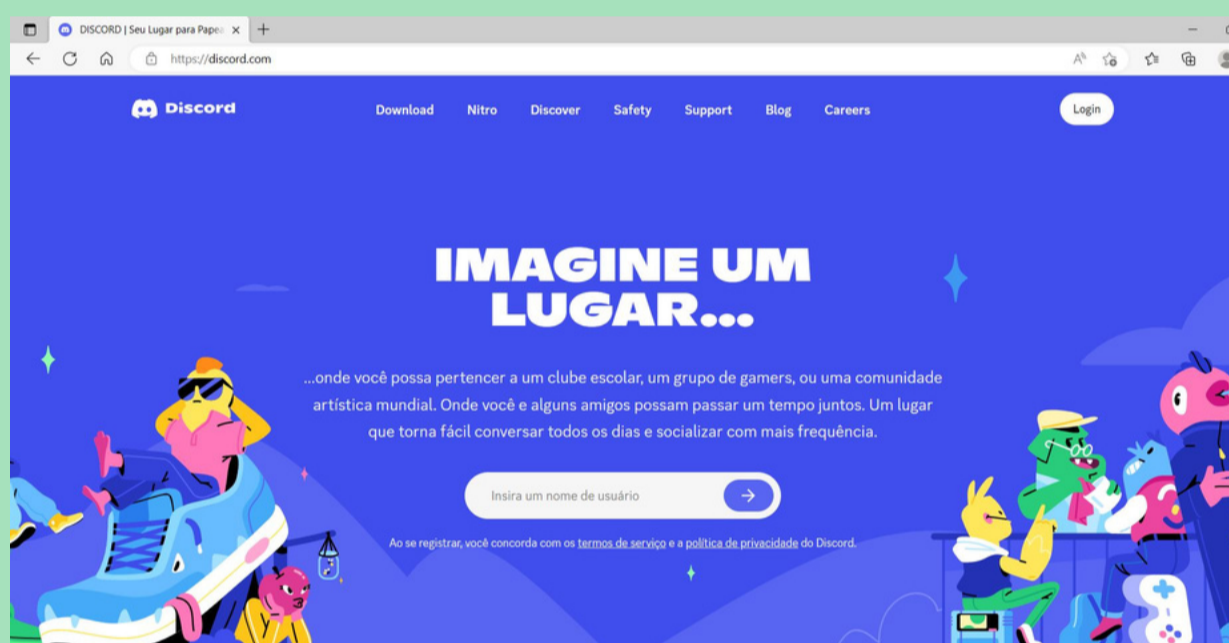 DISCORD | Seu Lugar para Papea
https://discord.com
Discord
Download Nitro Discover Safety Support Blog Careers
Login
IMAGINE UM
LUGAR...
...onde você possa pertencer a um clube escolar, um grupo de gamers, ou uma comunidade
artística mundial. Onde você e alguns amigos possam passar um tempo juntos. Um lugar
que torna fácil conversar todos os dias e socializar com mais frequência.
Insira um nome de usuário
Ao se registrar, você concorda com os termos de serviço e a política de privacidade do Discord.